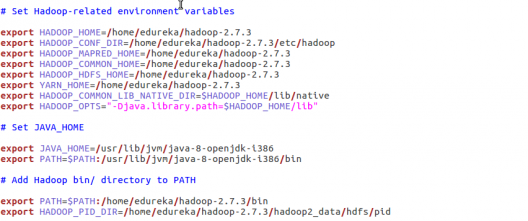 # Set Hadoop-related environment variables
export HADOOP_HOME=/home/edureka/hadoop-2.7.3
export HADOOP_CONF_DIR=/home/edureka/hadoop-2.7.3/etc/hadoop
export HADOOP_MAPRED_HOME=/home/edureka/hadoop-2.7.3
export HADOOP_COMMON_HOME=/home/edureka/hadoop-2.7.3
export HADOOP_HDFS_HOME=/home/edureka/hadoop-2.7.3
export YARN_HOME=/home/edureka/hadoop-2.7.3
export HADOOP_COMMON_LIB_NATIVE_DIR=$HADOOP_HOME/lib/native
export HADOOP_OPTS="-Djava.library.path=$HADOOP_HOME/lib"
# Set JAVA_HOME
export JAVA_HOME=/usr/lib/jvm/java-8-openjdk-i386
export PATH=$PATH:/usr/lib/jvm/java-8-openjdk-i386/bin
# Add Hadoop bin/ directory to PATH
export PATH=$PATH:/home/edureka/hadoop-2.7.3/bin
export HADOOP_PID_DIR=/home/edureka/hadoop-2.7.3/hadoop2_data/hdfs/pid